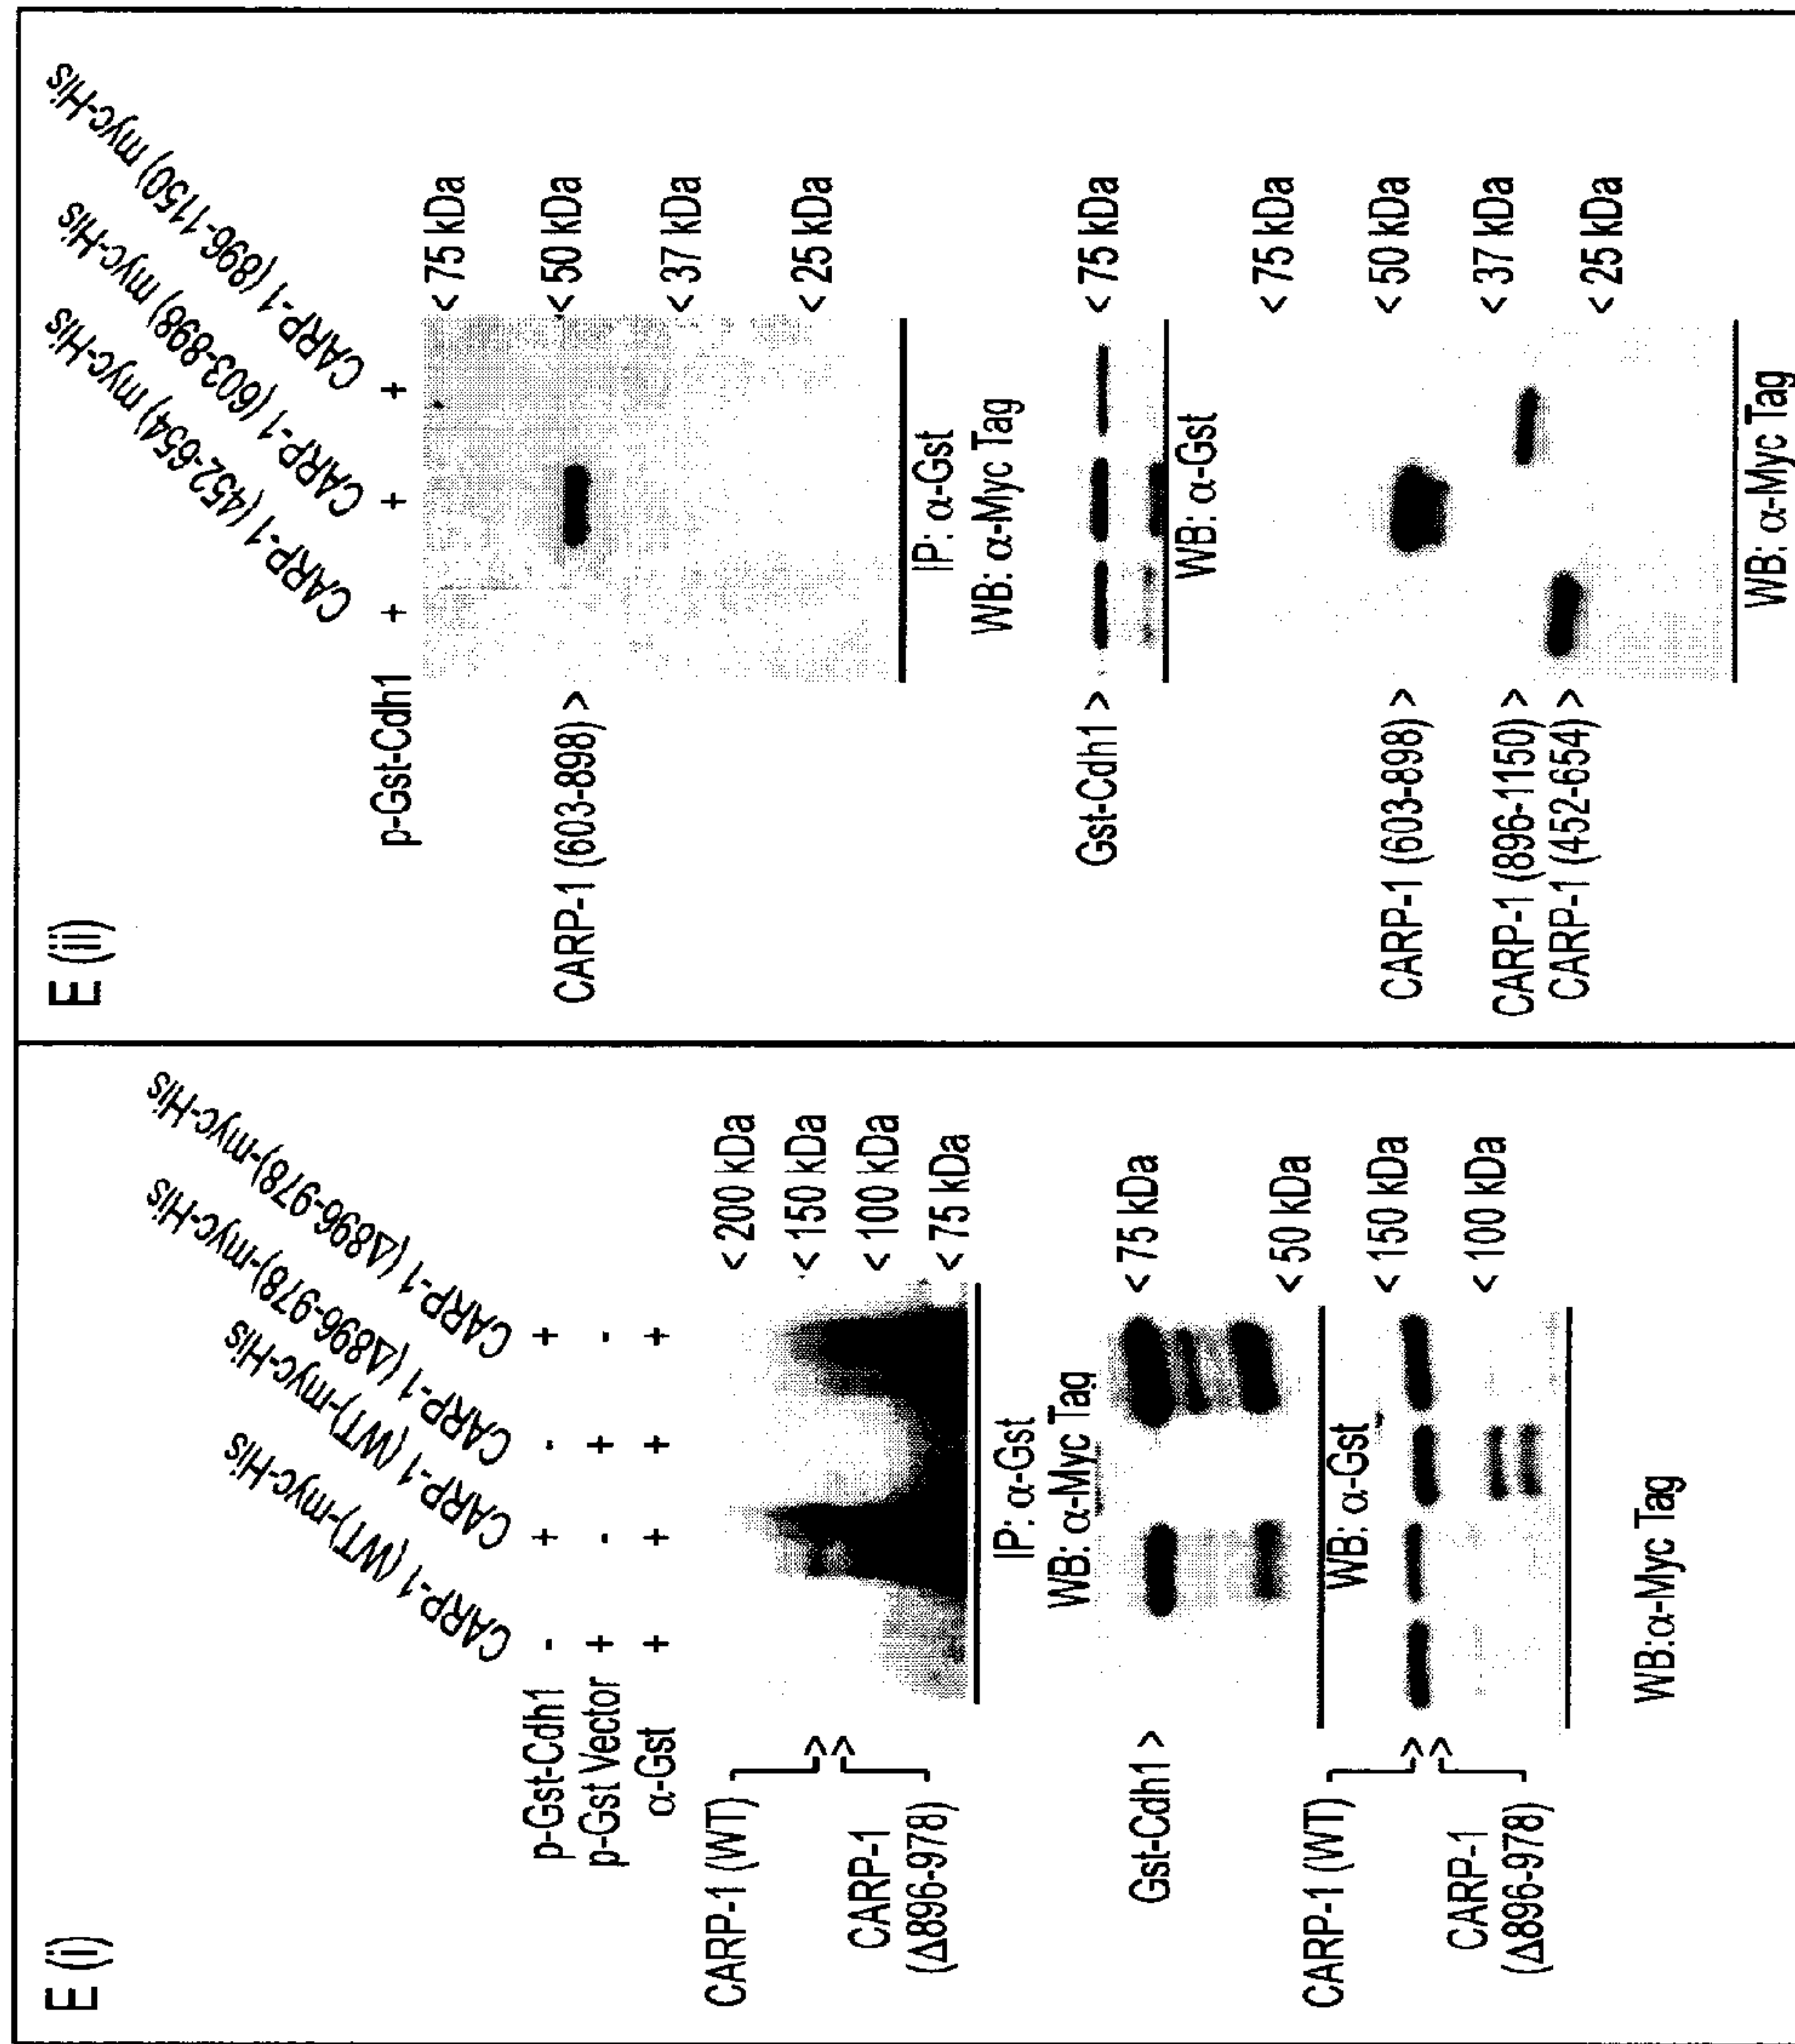 E (i)
CARP-1 (WT)-myc-His
CARP-1 (WT)-myc-His
CARP-1 (Δ896-978)-myc-His
CARP-1 (Δ896-978)-myc-His
p-Gst-Cdh1 - + - +
p-Gst Vector + - + -
α-Gst + + + +
CARP-1 (WT) >
CARP-1 >
(Δ896-978)
< 200 kDa
< 150 kDa
< 100 kDa
< 75 kDa
IP: α-Gst
WB: α-Myc Tag
Gst-Cdh1 >
< 75 kDa
< 50 kDa
WB: α-Gst
CARP-1 (WT) >
CARP-1 >
(Δ896-978)
< 150 kDa
< 100 kDa
WB:α-Myc Tag
E (ii)
CARP-1 (452-654) myc-His
CARP-1 (603-898) myc-His
CARP-1 (896-1150) myc-His
p-Gst-Cdh1 + + +
< 75 kDa
CARP-1 (603-898) > < 50 kDa
< 37 kDa
< 25 kDa
IP: α-Gst
WB: α-Myc Tag
Gst-Cdh1 > < 75 kDa
WB: α-Gst
< 75 kDa
CARP-1 (603-898) > < 50 kDa
CARP-1 (896-1150) > < 37 kDa
CARP-1 (452-654) > < 25 kDa
WB: α-Myc Tag